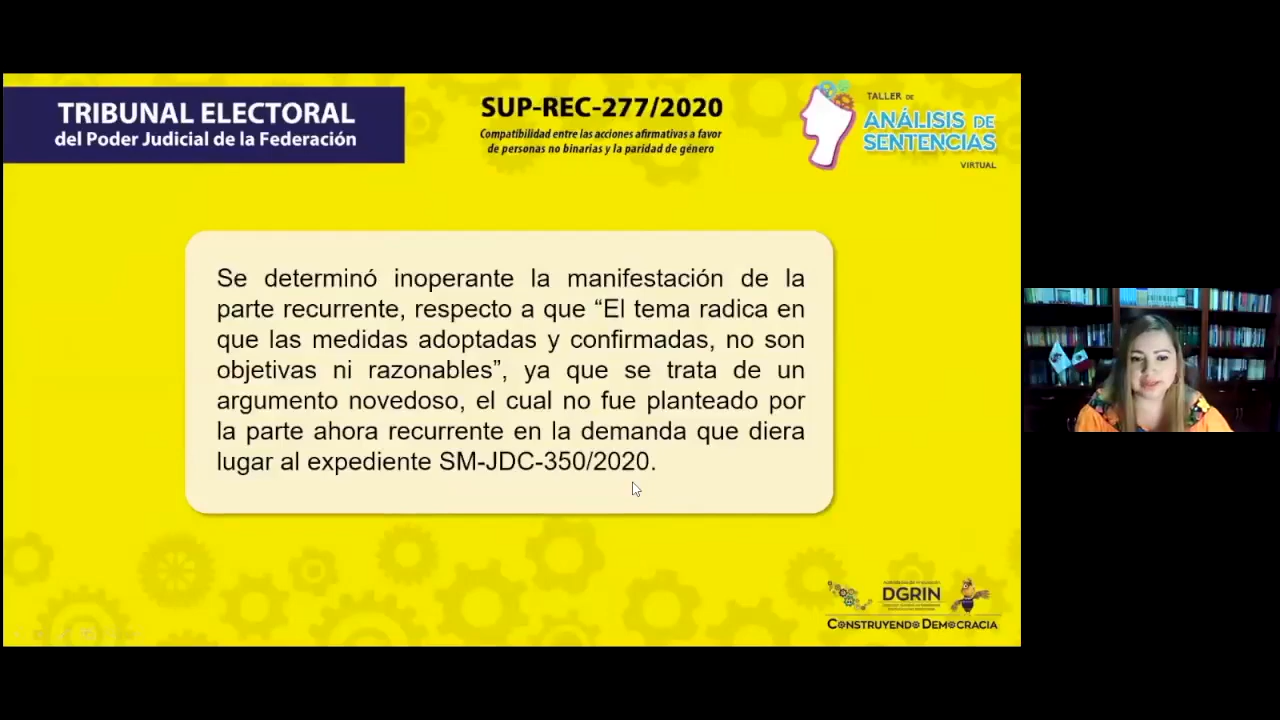 TRIBUNAL ELECTORAL
del Poder Judicial de la Federación
SUP-REC-277/2020
Compatibilidad entre las acciones afirmativas a favor
de personas no binarias y la paridad de género
TALLER DE
ANÁLISIS DE
SENTENCIAS
VIRTUAL
Se determinó inoperante la manifestación de la
parte recurrente, respecto a que “El tema radica en
que las medidas adoptadas y confirmadas, no son
objetivas ni razonables”, ya que se trata de un
argumento novedoso, el cual no fue planteado por
la parte ahora recurrente en la demanda que diera
lugar al expediente SM-JDC-350/2020.
DGRIN
CONSTRUYENDO DEMOCRACIA